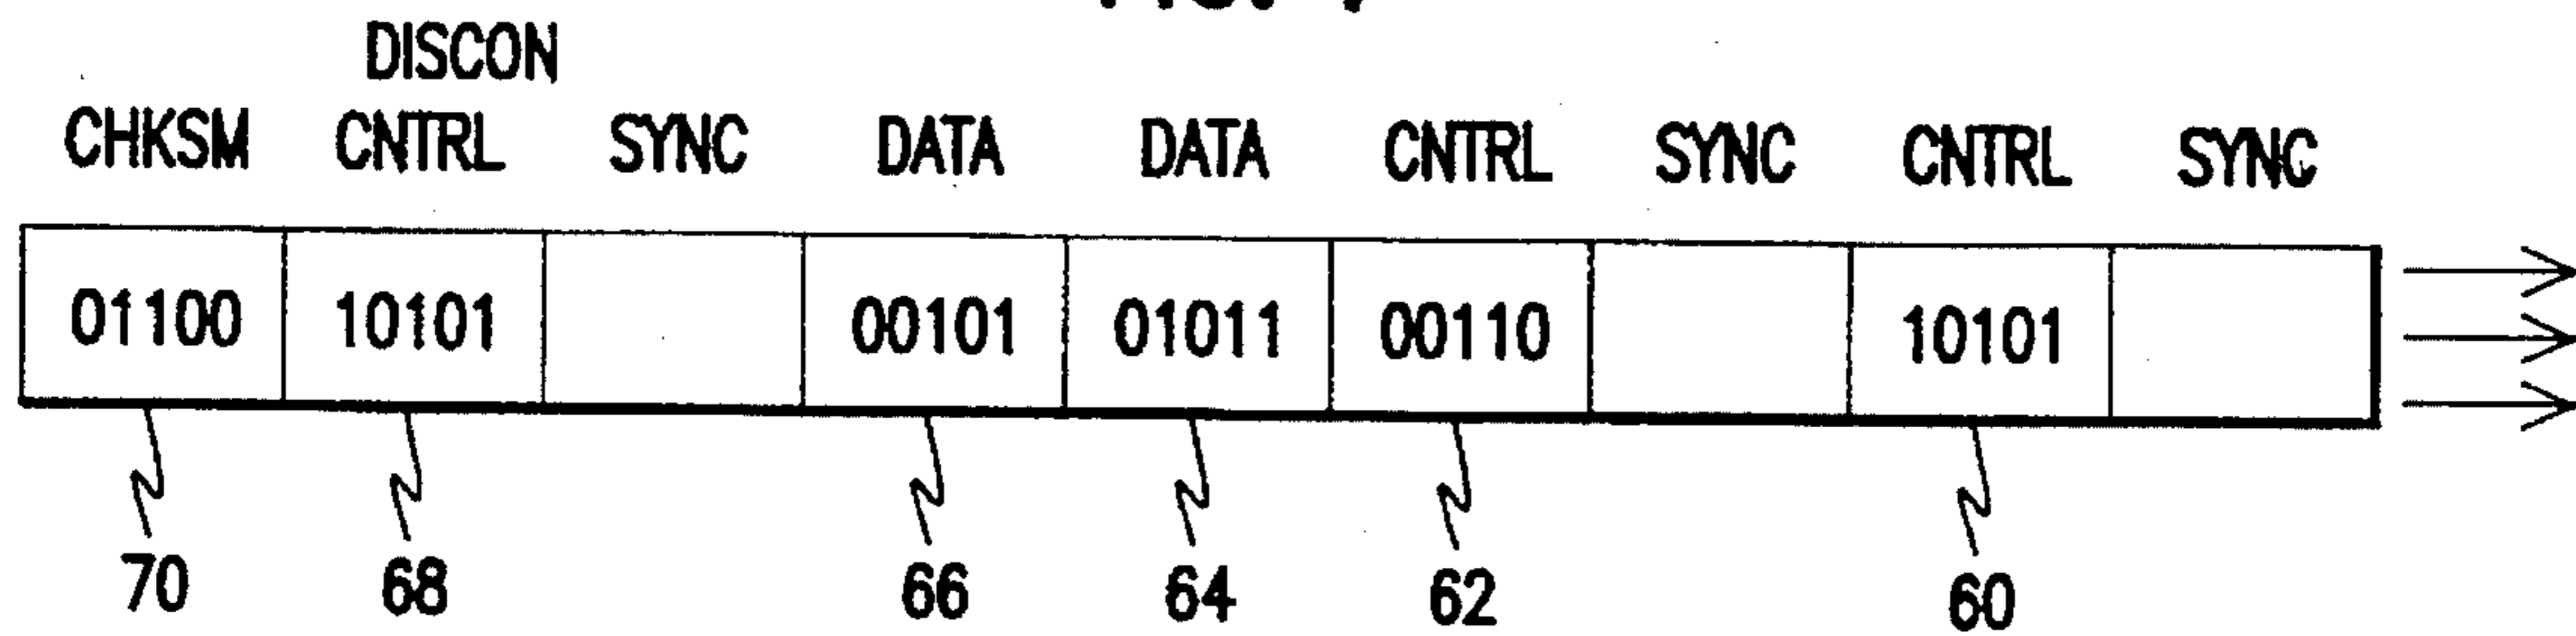 DISCON
CHKSM CNTRL SYNC DATA DATA CNTRL SYNC CNTRL SYNC
01100 10101 00101 01011 00110 10101
70 68 66 64 62 60